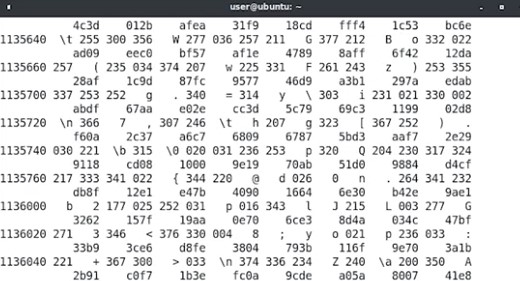 user@ubuntu: ~
4c3d 012b afea 31f9 18cd fff4 1c53 bc6e
1135640 \t 255 300 356 W 277 036 257 211 G 377 212 B o 332 022
ad09 eec0 bf57 af1e 4789 8aff 6f42 12da
1135660 257 ( 235 034 374 207 w 225 331 F 261 243 z ) 253 355
28af 1c9d 87fc 9577 46d9 a3b1 297a edab
1135700 337 253 252 g . 340 = 314 y \ 303 i 231 021 330 002
abdf 67aa e02e cc3d 5c79 69c3 1199 02d8
1135720 \n 366 7 , 307 246 \t h 207 g 323 [ 367 252 ) .
f60a 2c37 a6c7 6809 6787 5bd3 aaf7 2e29
1135740 030 221 \b 315 \0 020 031 236 253 p 320 Q 204 230 317 324
9118 cd08 1000 9e19 70ab 51d0 9884 d4cf
1135760 217 333 341 022 { 344 220 @ d 026 0 n . 264 341 232
db8f 12e1 e47b 4090 1664 6e30 b42e 9ae1
1136000 b 2 177 025 252 031 p 016 343 l J 215 L 003 277 G
3262 157f 19aa 0e70 6ce3 8d4a 034c 47bf
1136020 271 3 346 < 376 330 004 8 ; y o 021 p 236 033 :
33b9 3ce6 d8fe 3804 793b 116f 9e70 3a1b
1136040 221 + 367 300 > 033 \n 374 336 234 Z 240 \a 200 350 A
2b91 c0f7 1b3e fc0a 9cde a05a 8007 41e8